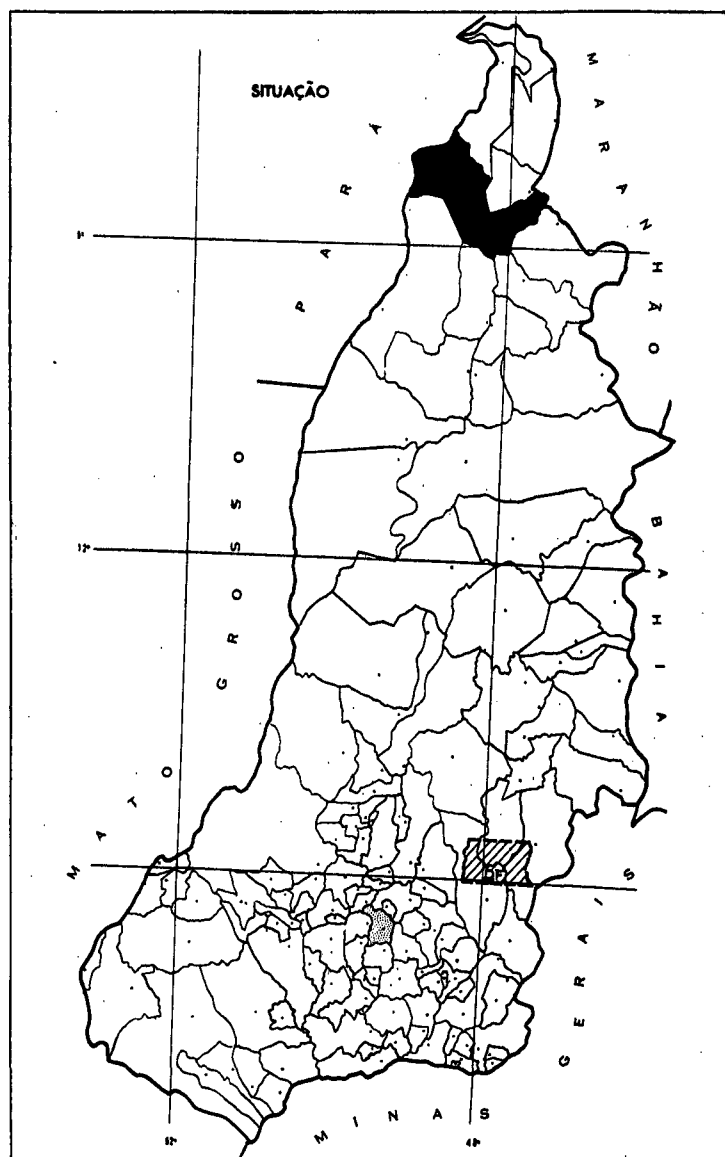 SITUAÇÃO
MARANHÃO
PARÁ
BAHIA
MATO GROSSO
DF
GERAIS
MINAS